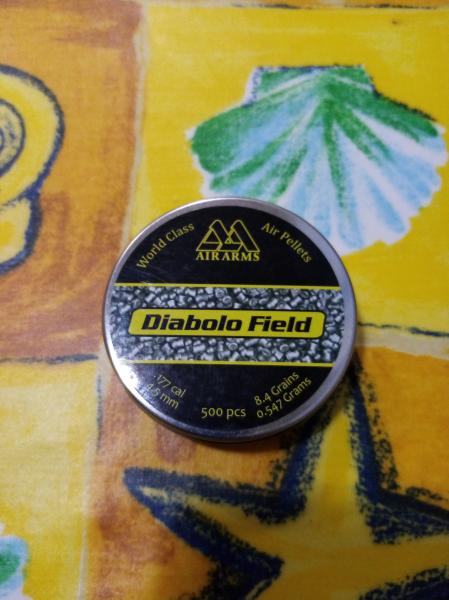 World Class
Air Pellets
AIR ARMS
Diabolo Field
.177 cal
4.5 mm
500 pcs
8.4 Grains
0.547 Grams